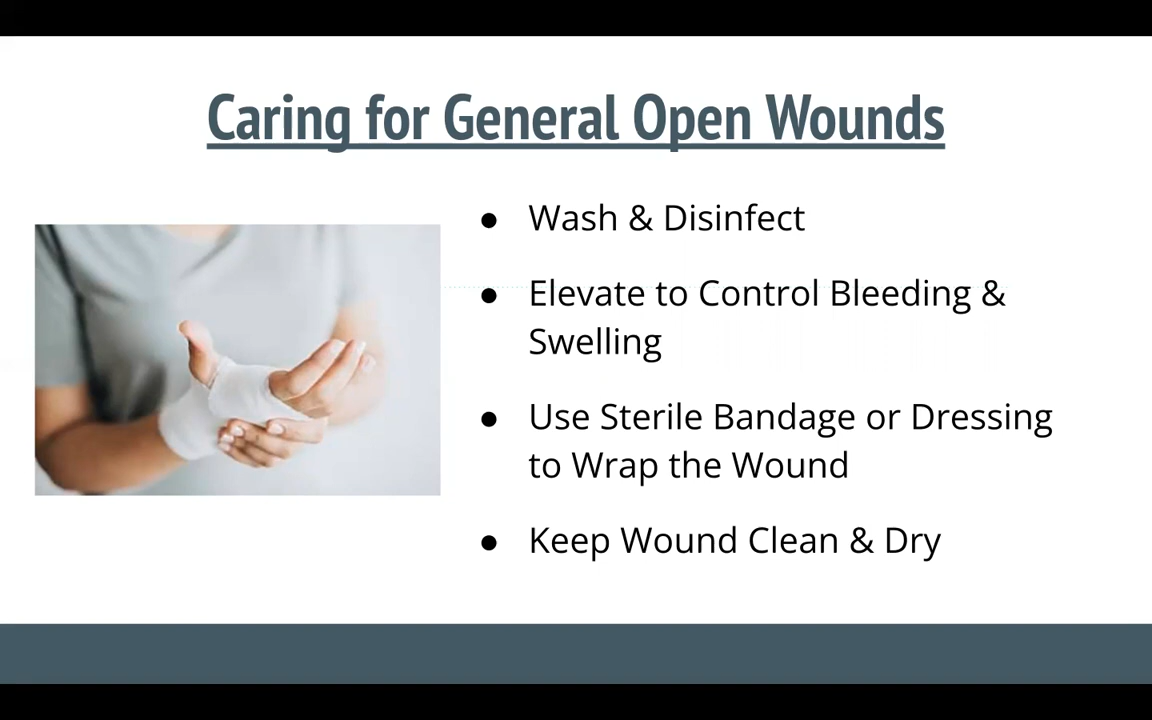 Caring for General Open Wounds
● Wash & Disinfect
● Elevate to Control Bleeding &
Swelling
● Use Sterile Bandage or Dressing
to Wrap the Wound
● Keep Wound Clean & Dry